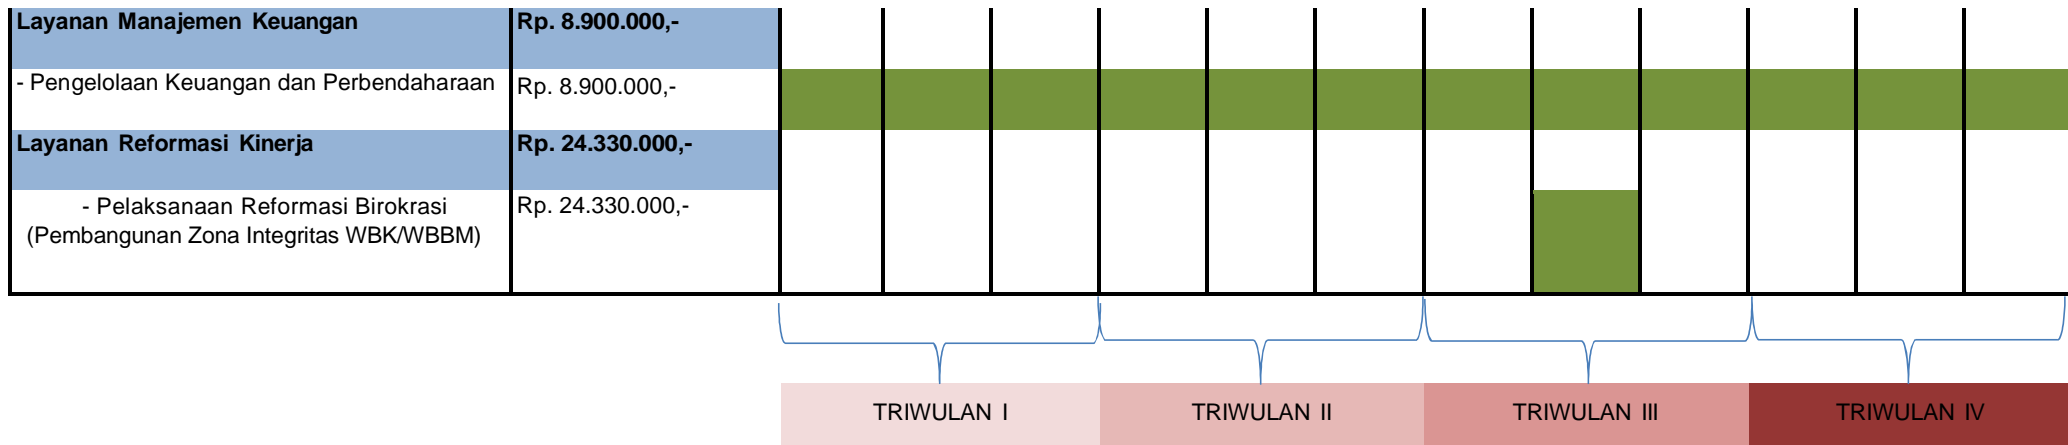 Layanan Manajemen Keuangan Rp. 8.900.000,-
- Pengelolaan Keuangan dan Perbendaharaan Rp. 8.900.000,-
Layanan Reformasi Kinerja Rp. 24.330.000,-
- Pelaksanaan Reformasi Birokrasi Rp. 24.330.000,-
(Pembangunan Zona Integritas WBK/WBBM)
TRIWULAN I TRIWULAN II TRIWULAN III TRIWULAN IV